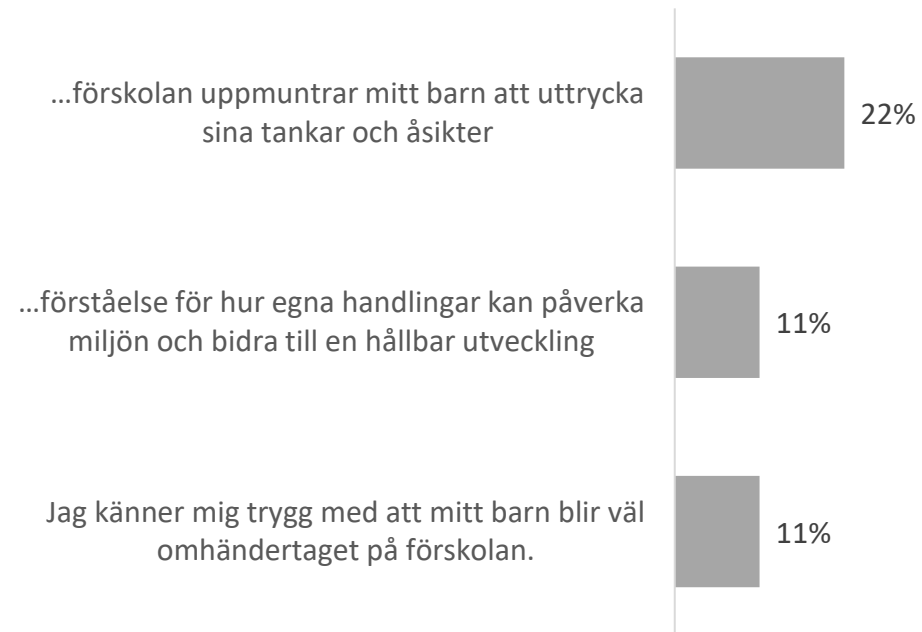 ...förskolan uppmuntrar mitt barn att uttrycka
sina tankar och åsikter
22%
...förståelse för hur egna handlingar kan påverka
miljön och bidra till en hållbar utveckling
11%
Jag känner mig trygg med att mitt barn blir väl
omhändertaget på förskolan.
11%